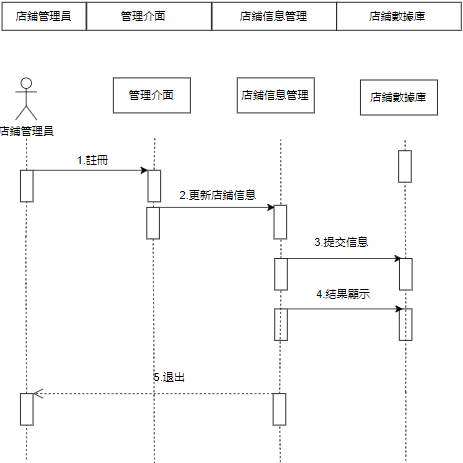 店鋪管理員 管理介面 店鋪信息管理 店鋪數據庫
管理介面 店鋪信息管理 店鋪數據庫
店鋪管理員
1.註冊
2.更新店鋪信息
3.提交信息
4.结果顯示
5.退出